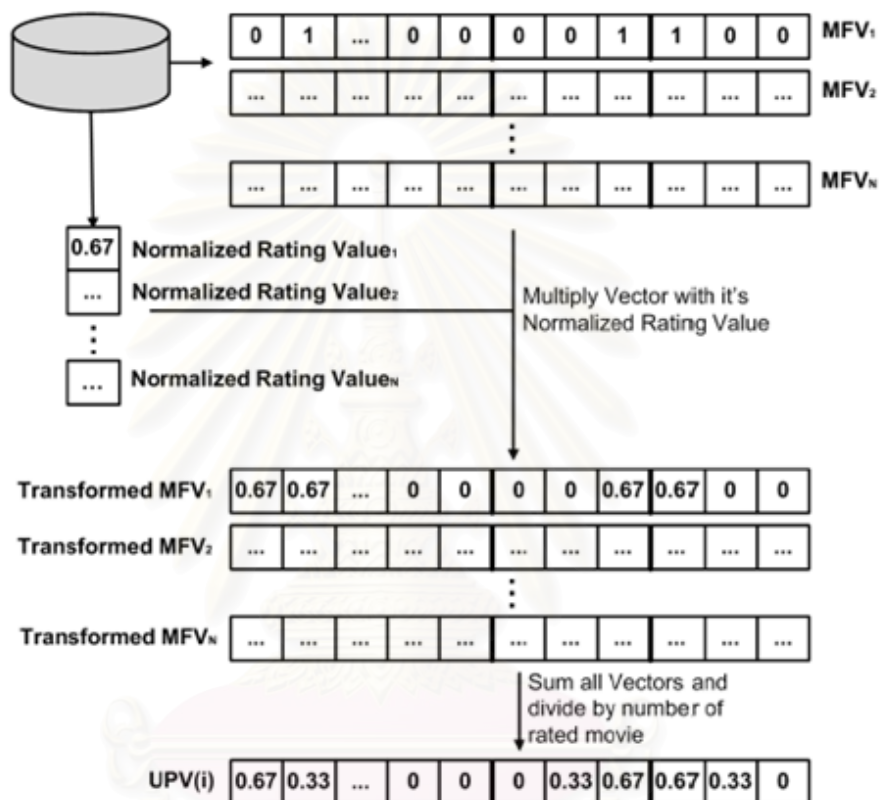 0 1 ... 0 0 0 0 1 1 0 0 MFV₁
... ... ... ... ... ... ... ... ... ... ... MFV₂
⋮
... ... ... ... ... ... ... ... ... ... ... MFVN
0.67 Normalized Rating Value₁
... Normalized Rating Value₂
Multiply Vector with it's
Normalized Rating Value
⋮
... Normalized Rating ValueN
Transformed MFV₁ 0.67 0.67 ... 0 0 0 0 0.67 0.67 0 0
Transformed MFV₂ ... ... ... ... ... ... ... ... ... ... ...
⋮
Transformed MFVN ... ... ... ... ... ... ... ... ... ... ...
Sum all Vectors and
divide by number of
rated movie
UPV(i) 0.67 0.33 ... 0 0 0 0.33 0.67 0.67 0.33 0